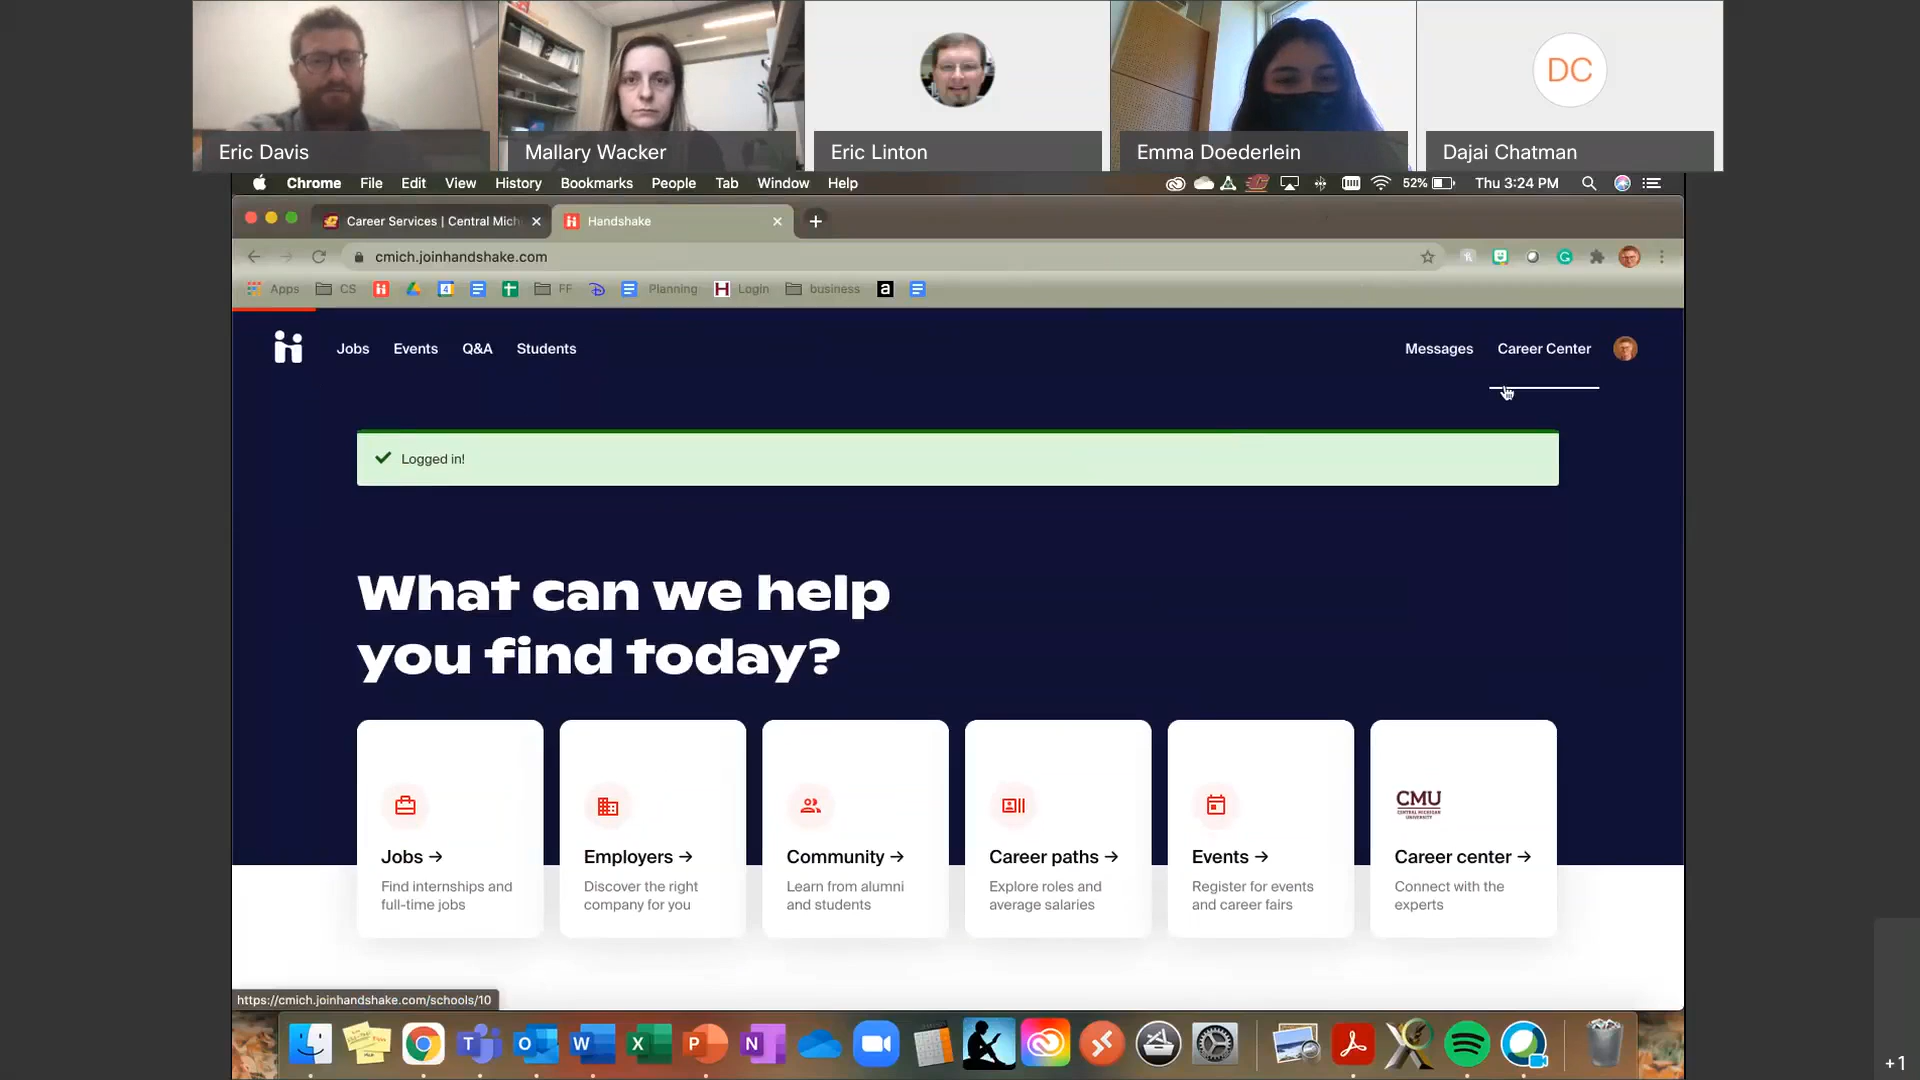 Eric Davis
Mallary Wacker
Eric Linton
Emma Doederlein
DC
Dajai Chatman
Chrome File Edit View History Bookmarks People Tab Window Help
52% Thu 3:24 PM
Career Services | Central Mich
Handshake
cmich.joinhandshake.com
Apps CS 4 FF Planning H Login business a
Jobs Events Q&A Students
Messages Career Center
Logged in!
What can we help
you find today?
Jobs →
Find internships and
full-time jobs
Employers →
Discover the right
company for you
Community →
Learn from alumni
and students
Career paths →
Explore roles and
average salaries
Events →
Register for events
and career fairs
CMU
CENTRAL MICHIGAN
UNIVERSITY
Career center →
Connect with the
experts
https://cmich.joinhandshake.com/schools/10
T O W X P N
+1